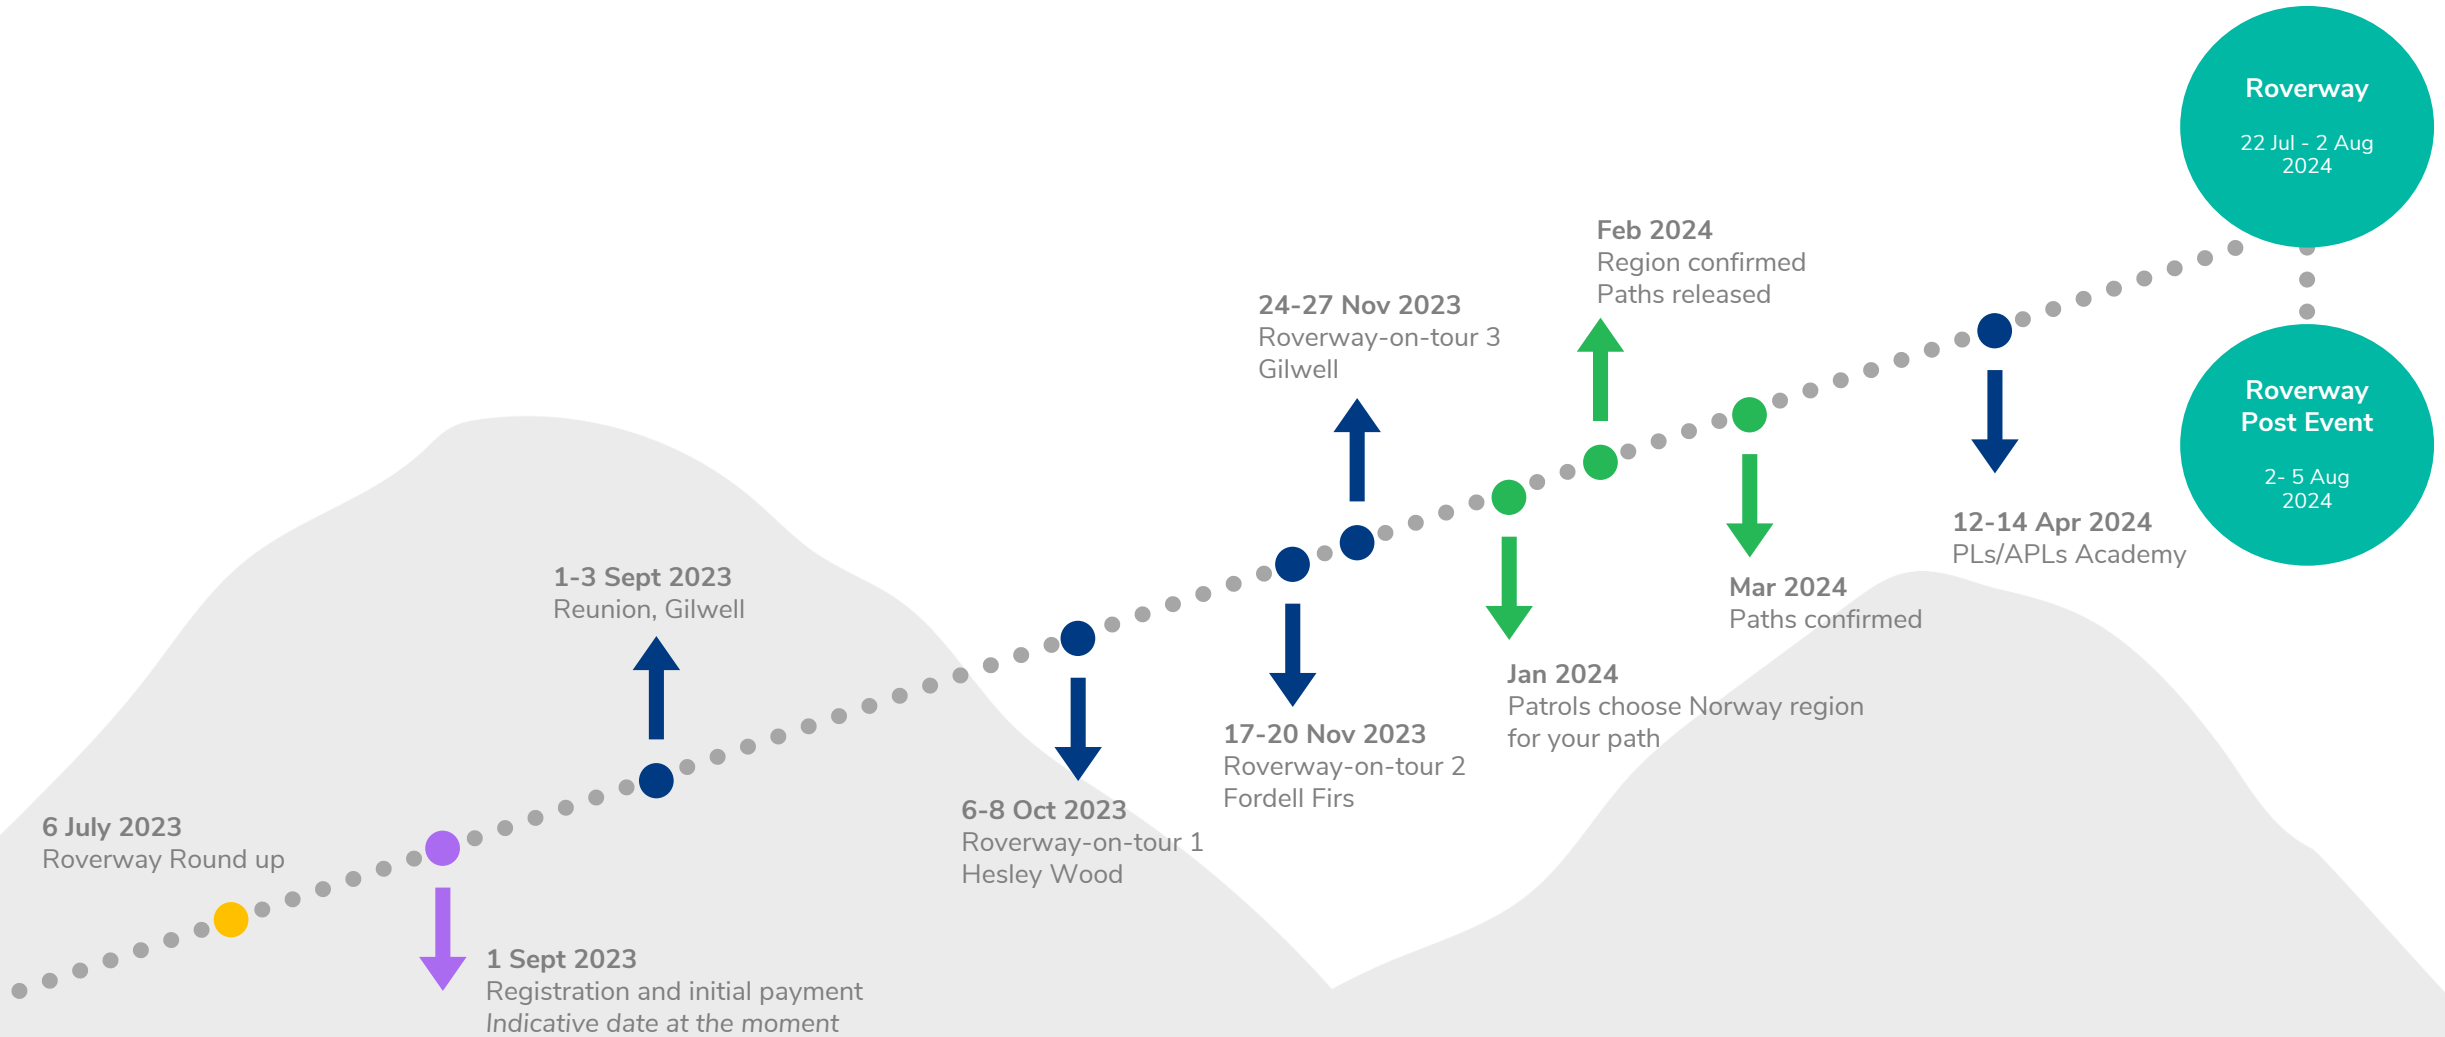 6 July 2023
Roverway Round up
1 Sept 2023
Registration and initial payment
Indicative date at the moment
1-3 Sept 2023
Reunion, Gilwell
6-8 Oct 2023
Roverway-on-tour 1
Hesley Wood
17-20 Nov 2023
Roverway-on-tour 2
Fordell Firs
24-27 Nov 2023
Roverway-on-tour 3
Gilwell
Jan 2024
Patrols choose Norway region
for your path
Feb 2024
Region confirmed
Paths released
Mar 2024
Paths confirmed
12-14 Apr 2024
PLs/APLs Academy
Roverway
22 Jul - 2 Aug
2024
Roverway
Post Event
2- 5 Aug
2024